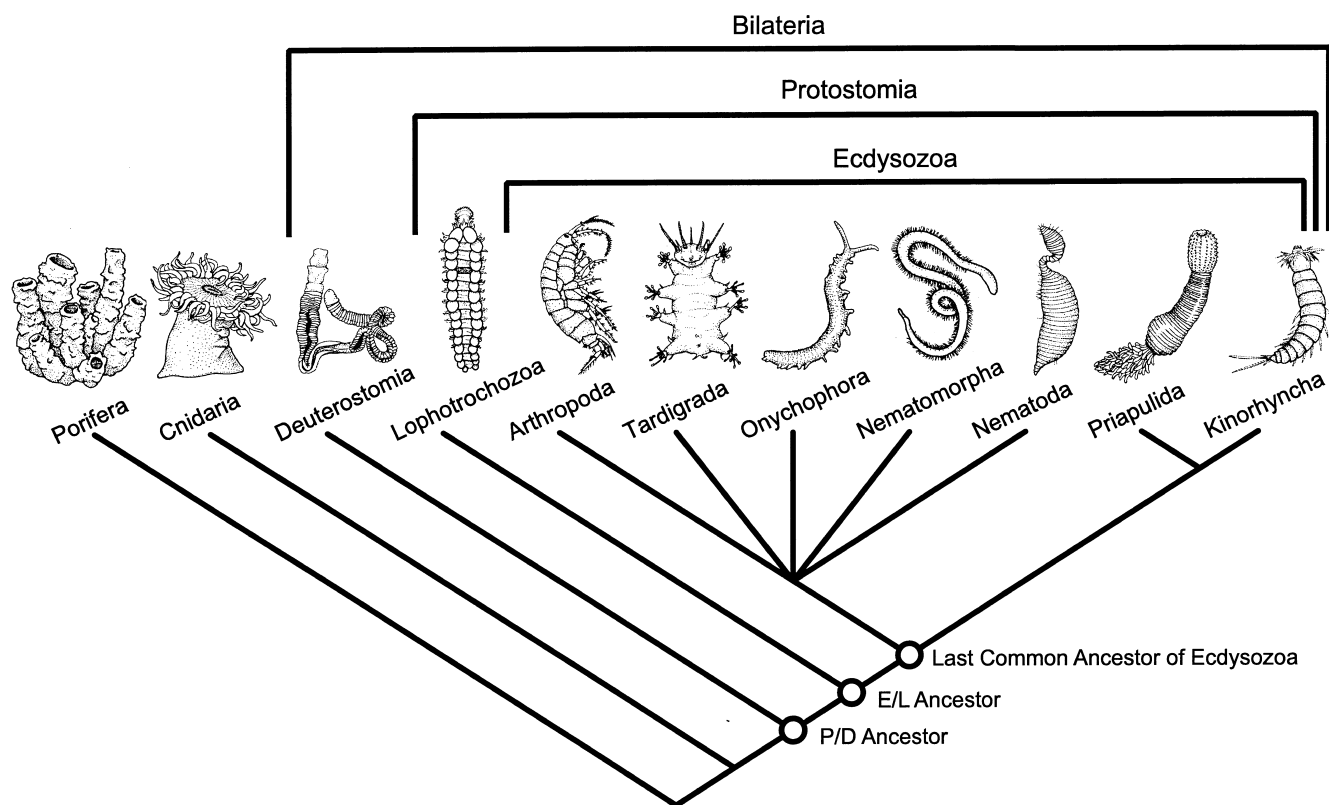 Bilateria
Protostomia
Ecdysozoa
Porifera
Cnidaria
Deuterostomia
Lophotrochozoa
Arthropoda
Tardigrada
Onychophora
Nematomorpha
Nematoda
Priapulida
Kinorhyncha
Last Common Ancestor of Ecdysozoa
E/L Ancestor
P/D Ancestor